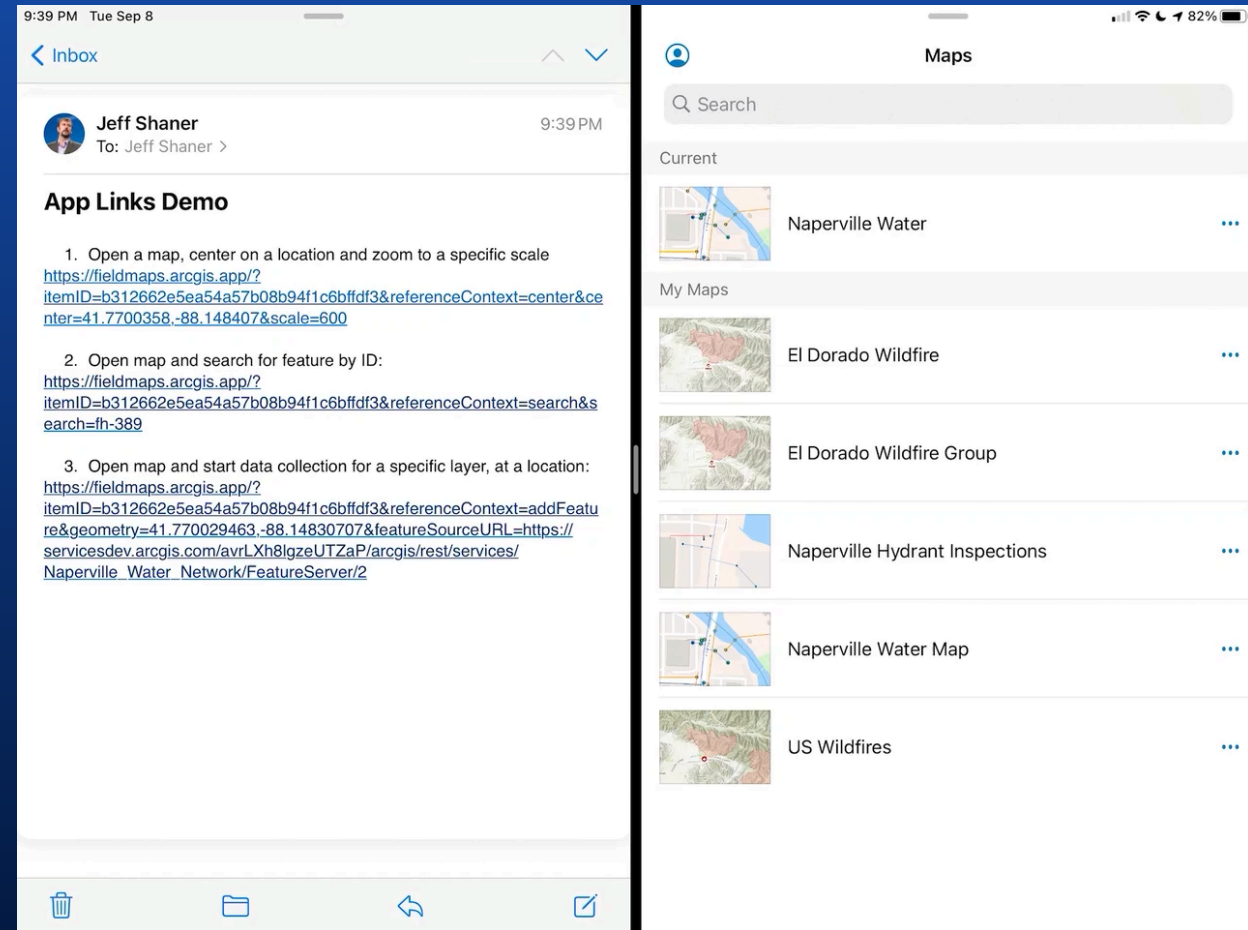 9:39 PM Tue Sep 8
Inbox
Jeff Shaner
9:39 PM
To: Jeff Shaner
App Links Demo
1. Open a map, center on a location and zoom to a specific scale
https://fieldmaps.arcgis.app/?
itemID=b312662e5ea54a57b08b94f1c6bffdf3&referenceContext=center&ce
nter=41.7700358,-88.148407&scale=600
2. Open map and search for feature by ID:
https://fieldmaps.arcgis.app/?
itemID=b312662e5ea54a57b08b94f1c6bffdf3&referenceContext=search&s
earch=fh-389
3. Open map and start data collection for a specific layer, at a location:
https://fieldmaps.arcgis.app/?
itemID=b312662e5ea54a57b08b94f1c6bffdf3&referenceContext=addFeatu
re&geometry=41.770029463,-88.14830707&featureSourceURL=https://
servicesdev.arcgis.com/avrLXh8lgzeUTZaP/arcgis/rest/services/
Naperville_Water_Network/FeatureServer/2
82%
Maps
Search
Current
Naperville Water
My Maps
El Dorado Wildfire
El Dorado Wildfire Group
Naperville Hydrant Inspections
Naperville Water Map
US Wildfires